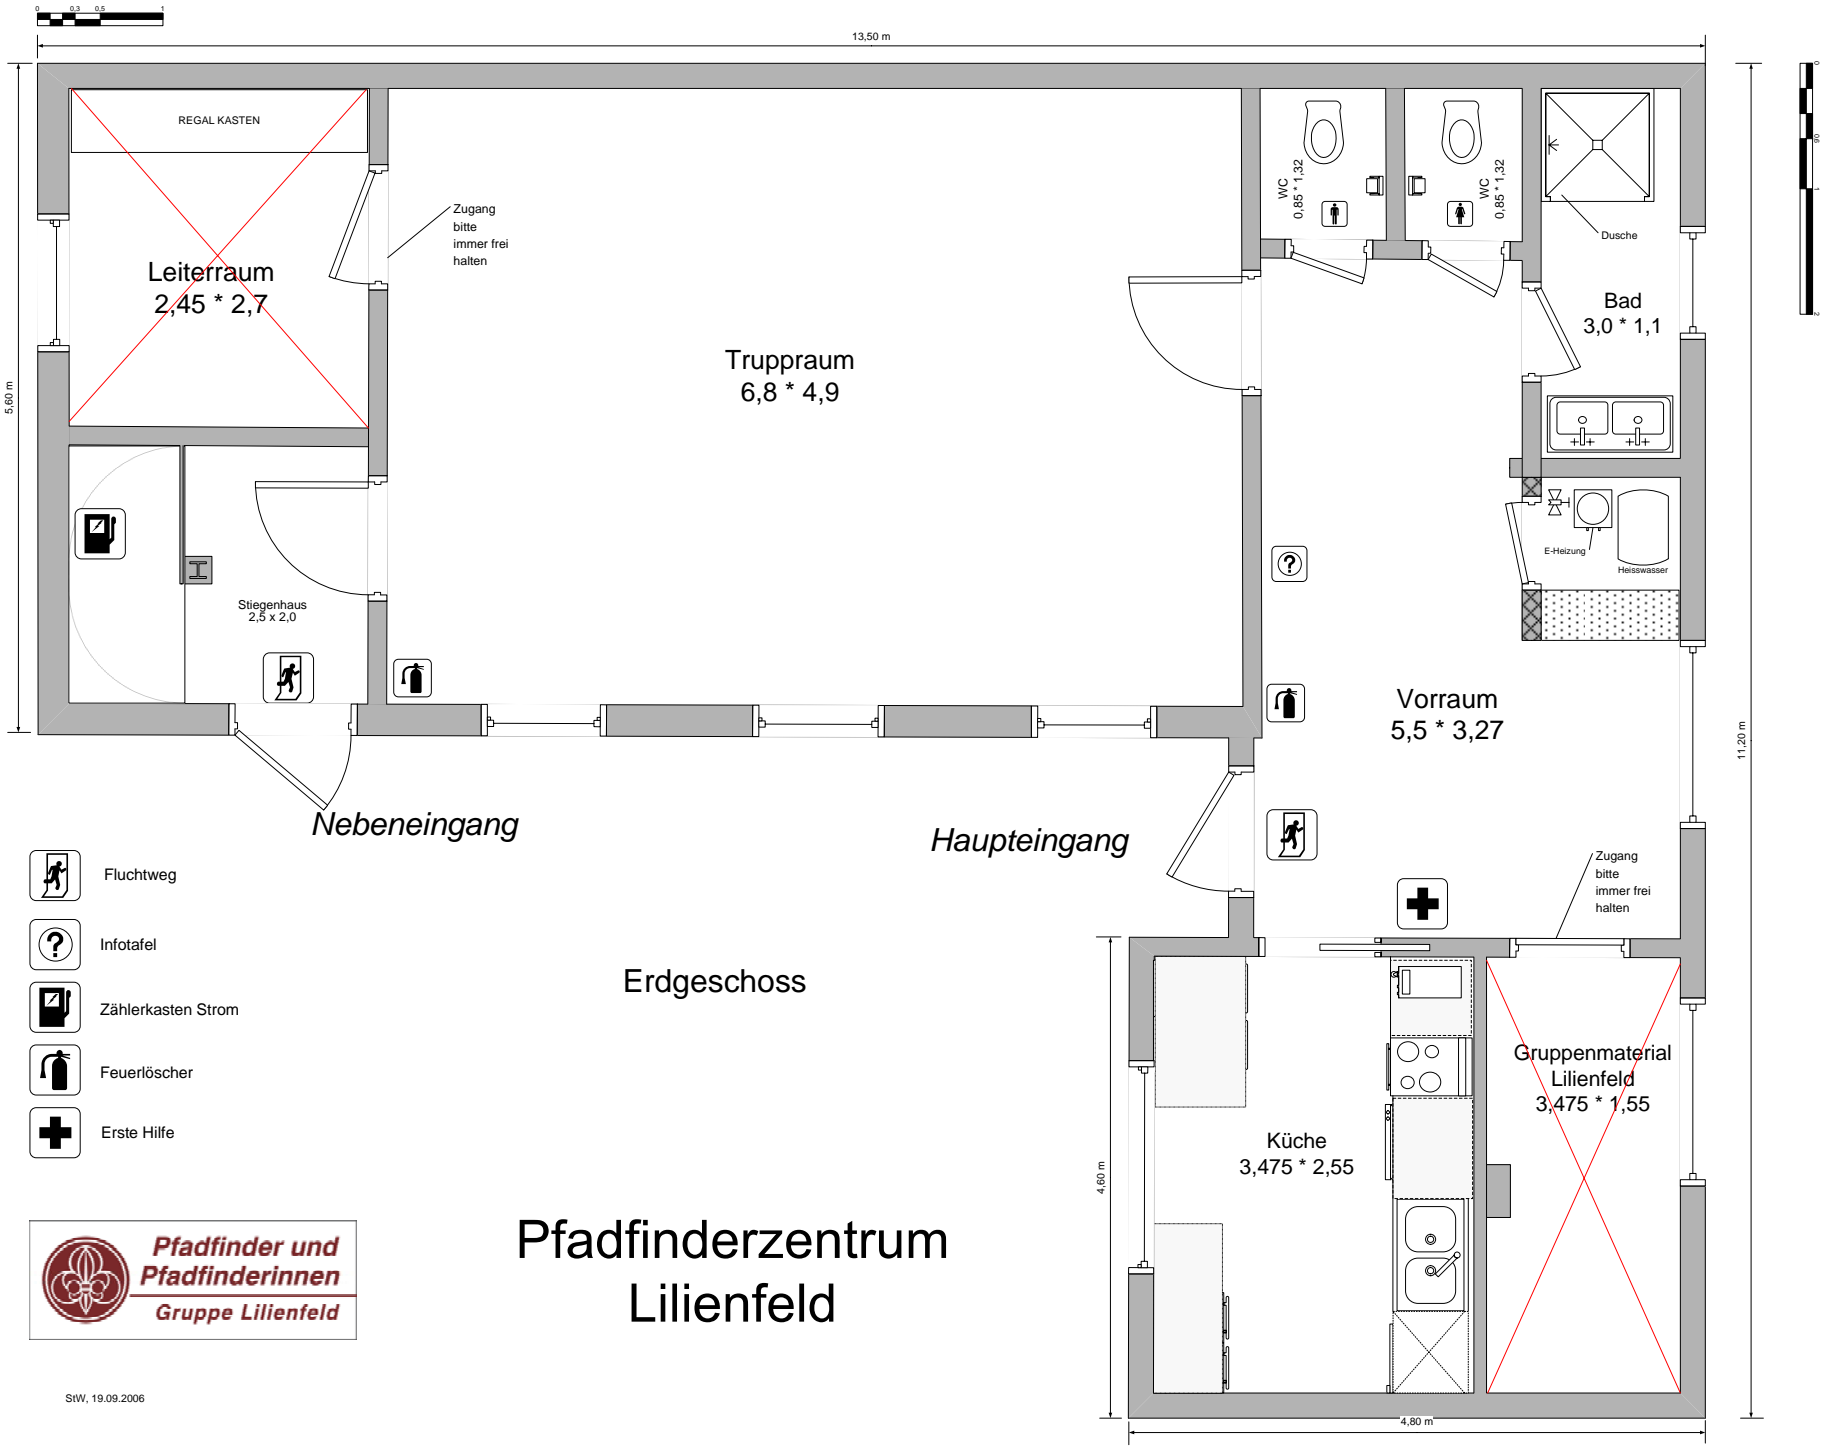 0 0,3 0,5 1
13,50 m
0
0,6
1
2
5,60 m
REGAL KASTEN
Zugang
bitte
immer frei
halten
Leiterraum
2,45 * 2,7
Truppraum
6,8 * 4,9
WC
0,85 * 1,32
WC
0,85 * 1,32
Dusche
Bad
3,0 * 1,1
E-Heizung
Heisswasser
Stiegenhaus
2,5 x 2,0
Vorraum
5,5 * 3,27
11,20 m
Nebeneingang
Haupteingang
Zugang
bitte
immer frei
halten
Fluchtweg
?
Infotafel
Zählerkasten Strom
Feuerlöscher
Erste Hilfe
?
Erdgeschoss
Gruppenmaterial
Lilienfeld
3,475 * 1,55
Küche
3,475 * 2,55
4,60 m
4,80 m
Pfadfinder und
Pfadfinderinnen
Gruppe Lilienfeld
Pfadfinderzentrum
Lilienfeld
StW, 19.09.2006